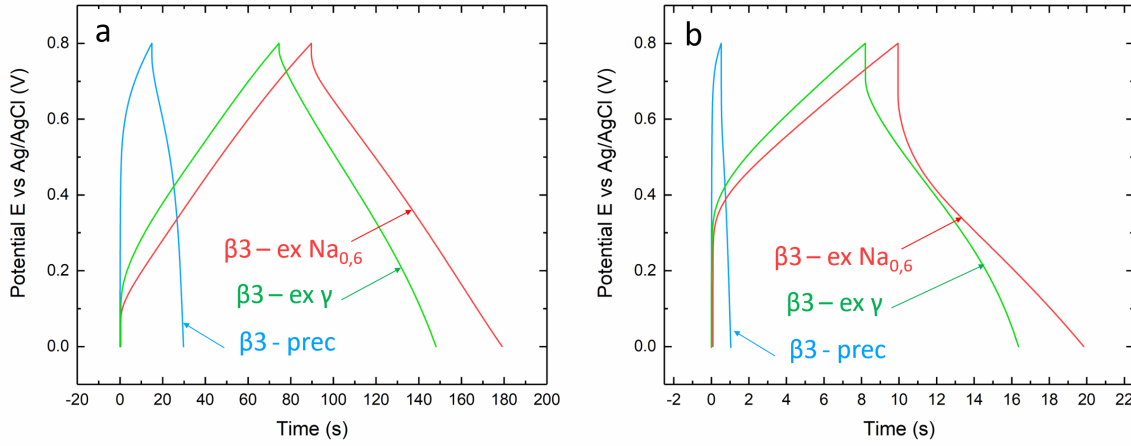 a
Potential E vs Ag/AgCl (V)
0.8
0.6
0.4
0.2
0.0
β3 – ex Na0,6
β3 – ex γ
β3 - prec
-20 0 20 40 60 80 100 120 140 160 180 200
Time (s)
b
Potential E vs Ag/AgCl (V)
0.8
0.6
0.4
0.2
0.0
β3 – ex Na0,6
β3 – ex γ
β3 - prec
-2 0 2 4 6 8 10 12 14 16 18 20 22
Time (s)